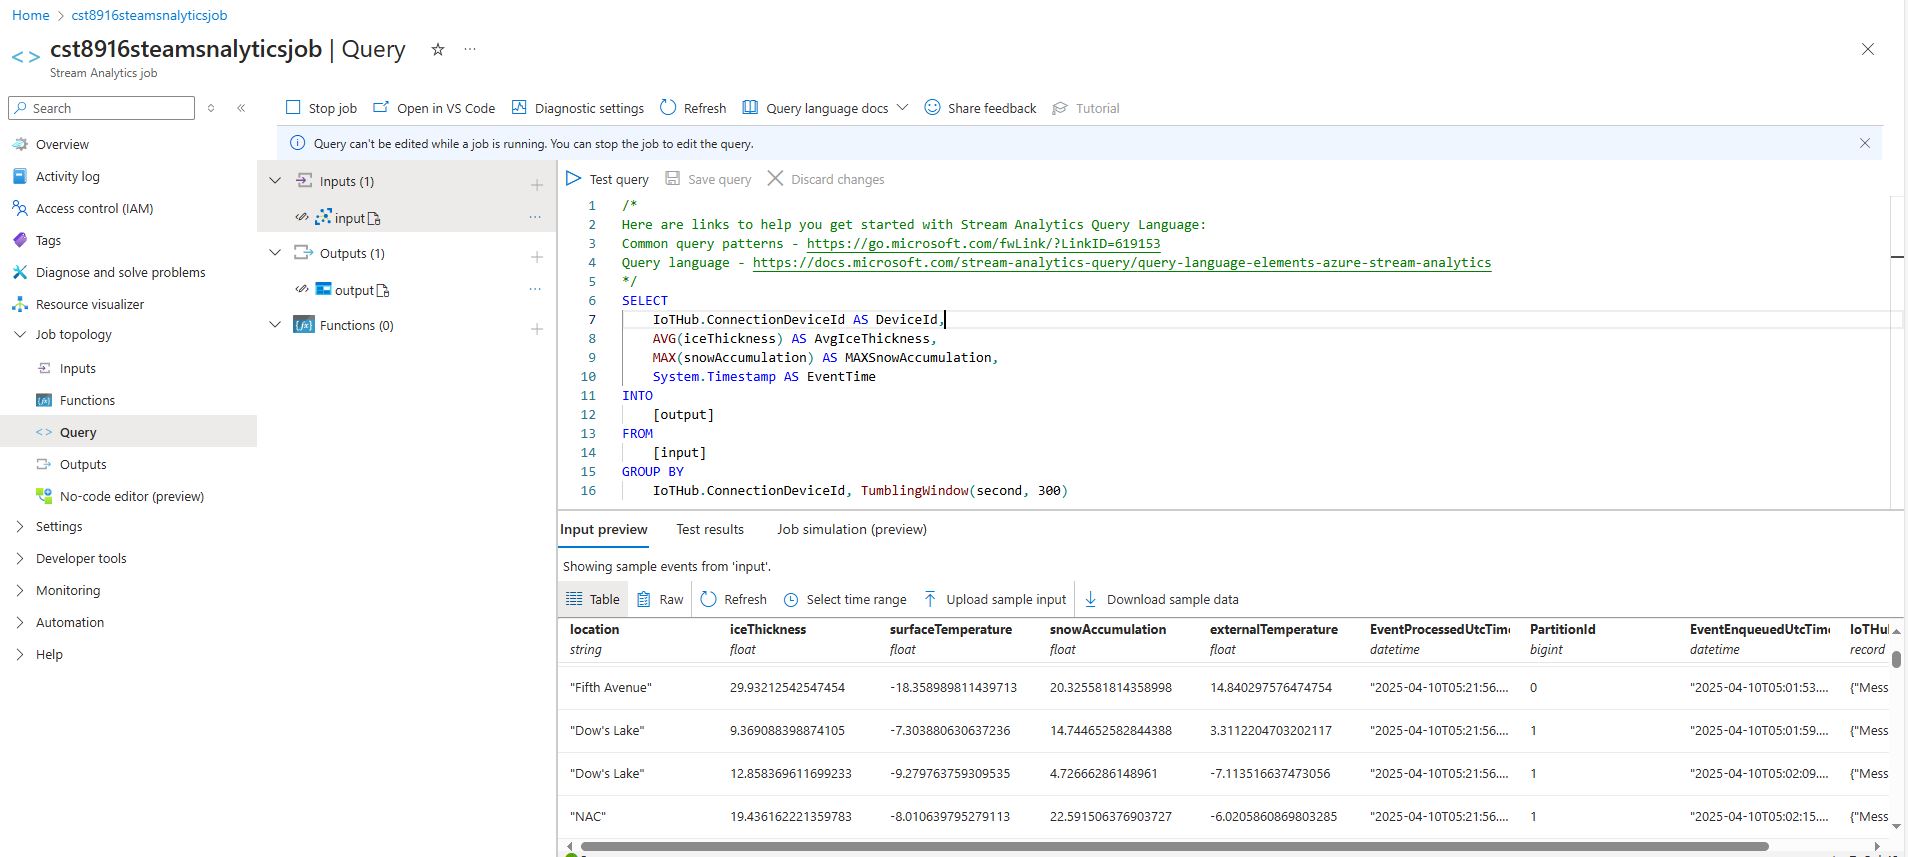 Home > cst8916steamsnalyticsjob
cst8916steamsnalyticsjob | Query
Stream Analytics job
Search
Overview
Activity log
Access control (IAM)
Tags
Diagnose and solve problems
Resource visualizer
Job topology
Inputs
Functions
Query
Outputs
No-code editor (preview)
Settings
Developer tools
Monitoring
Automation
Help
Stop job Open in VS Code Diagnostic settings Refresh Query language docs Share feedback Tutorial
Query can't be edited while a job is running. You can stop the job to edit the query.
Inputs (1)
input
Outputs (1)
output
Functions (0)
Test query Save query Discard changes
1 /*
2 Here are links to help you get started with Stream Analytics Query Language:
3 Common query patterns - https://go.microsoft.com/fwLink/?LinkID=619153
4 Query language - https://docs.microsoft.com/stream-analytics-query/query-language-elements-azure-stream-analytics
5 */
6 SELECT
7 IoTHub.ConnectionDeviceId AS DeviceId,
8 AVG(iceThickness) AS AvgIceThickness,
9 MAX(snowAccumulation) AS MAXSnowAccumulation,
10 System.Timestamp AS EventTime
11 INTO
12 [output]
13 FROM
14 [input]
15 GROUP BY
16 IoTHub.ConnectionDeviceId, TumblingWindow(second, 300)
Input preview Test results Job simulation (preview)
Showing sample events from 'input'.
Table Raw Refresh Select time range Upload sample input Download sample data
location iceThickness surfaceTemperature snowAccumulation externalTemperature EventProcessedUtcTime PartitionId EventEnqueuedUtcTime IoTHu
string float float float float datetime bigint datetime record
"Fifth Avenue" 29.93212542547454 -18.358989811439713 20.325581814358998 14.840297576474754 "2025-04-10T05:21:56.... 0 "2025-04-10T05:01:53.... {"Mess
"Dow's Lake" 9.369088398874105 -7.303880630637236 14.744652582844388 3.3112204703202117 "2025-04-10T05:21:56.... 1 "2025-04-10T05:01:59.... {"Mess
"Dow's Lake" 12.858369611699233 -9.279763759309535 4.72666286148961 -7.113516637473056 "2025-04-10T05:21:56.... 1 "2025-04-10T05:02:09.... {"Mess
"NAC" 19.436162221359783 -8.010639795279113 22.591506376903727 -6.0205860869803285 "2025-04-10T05:21:56.... 1 "2025-04-10T05:02:15.... {"Mess